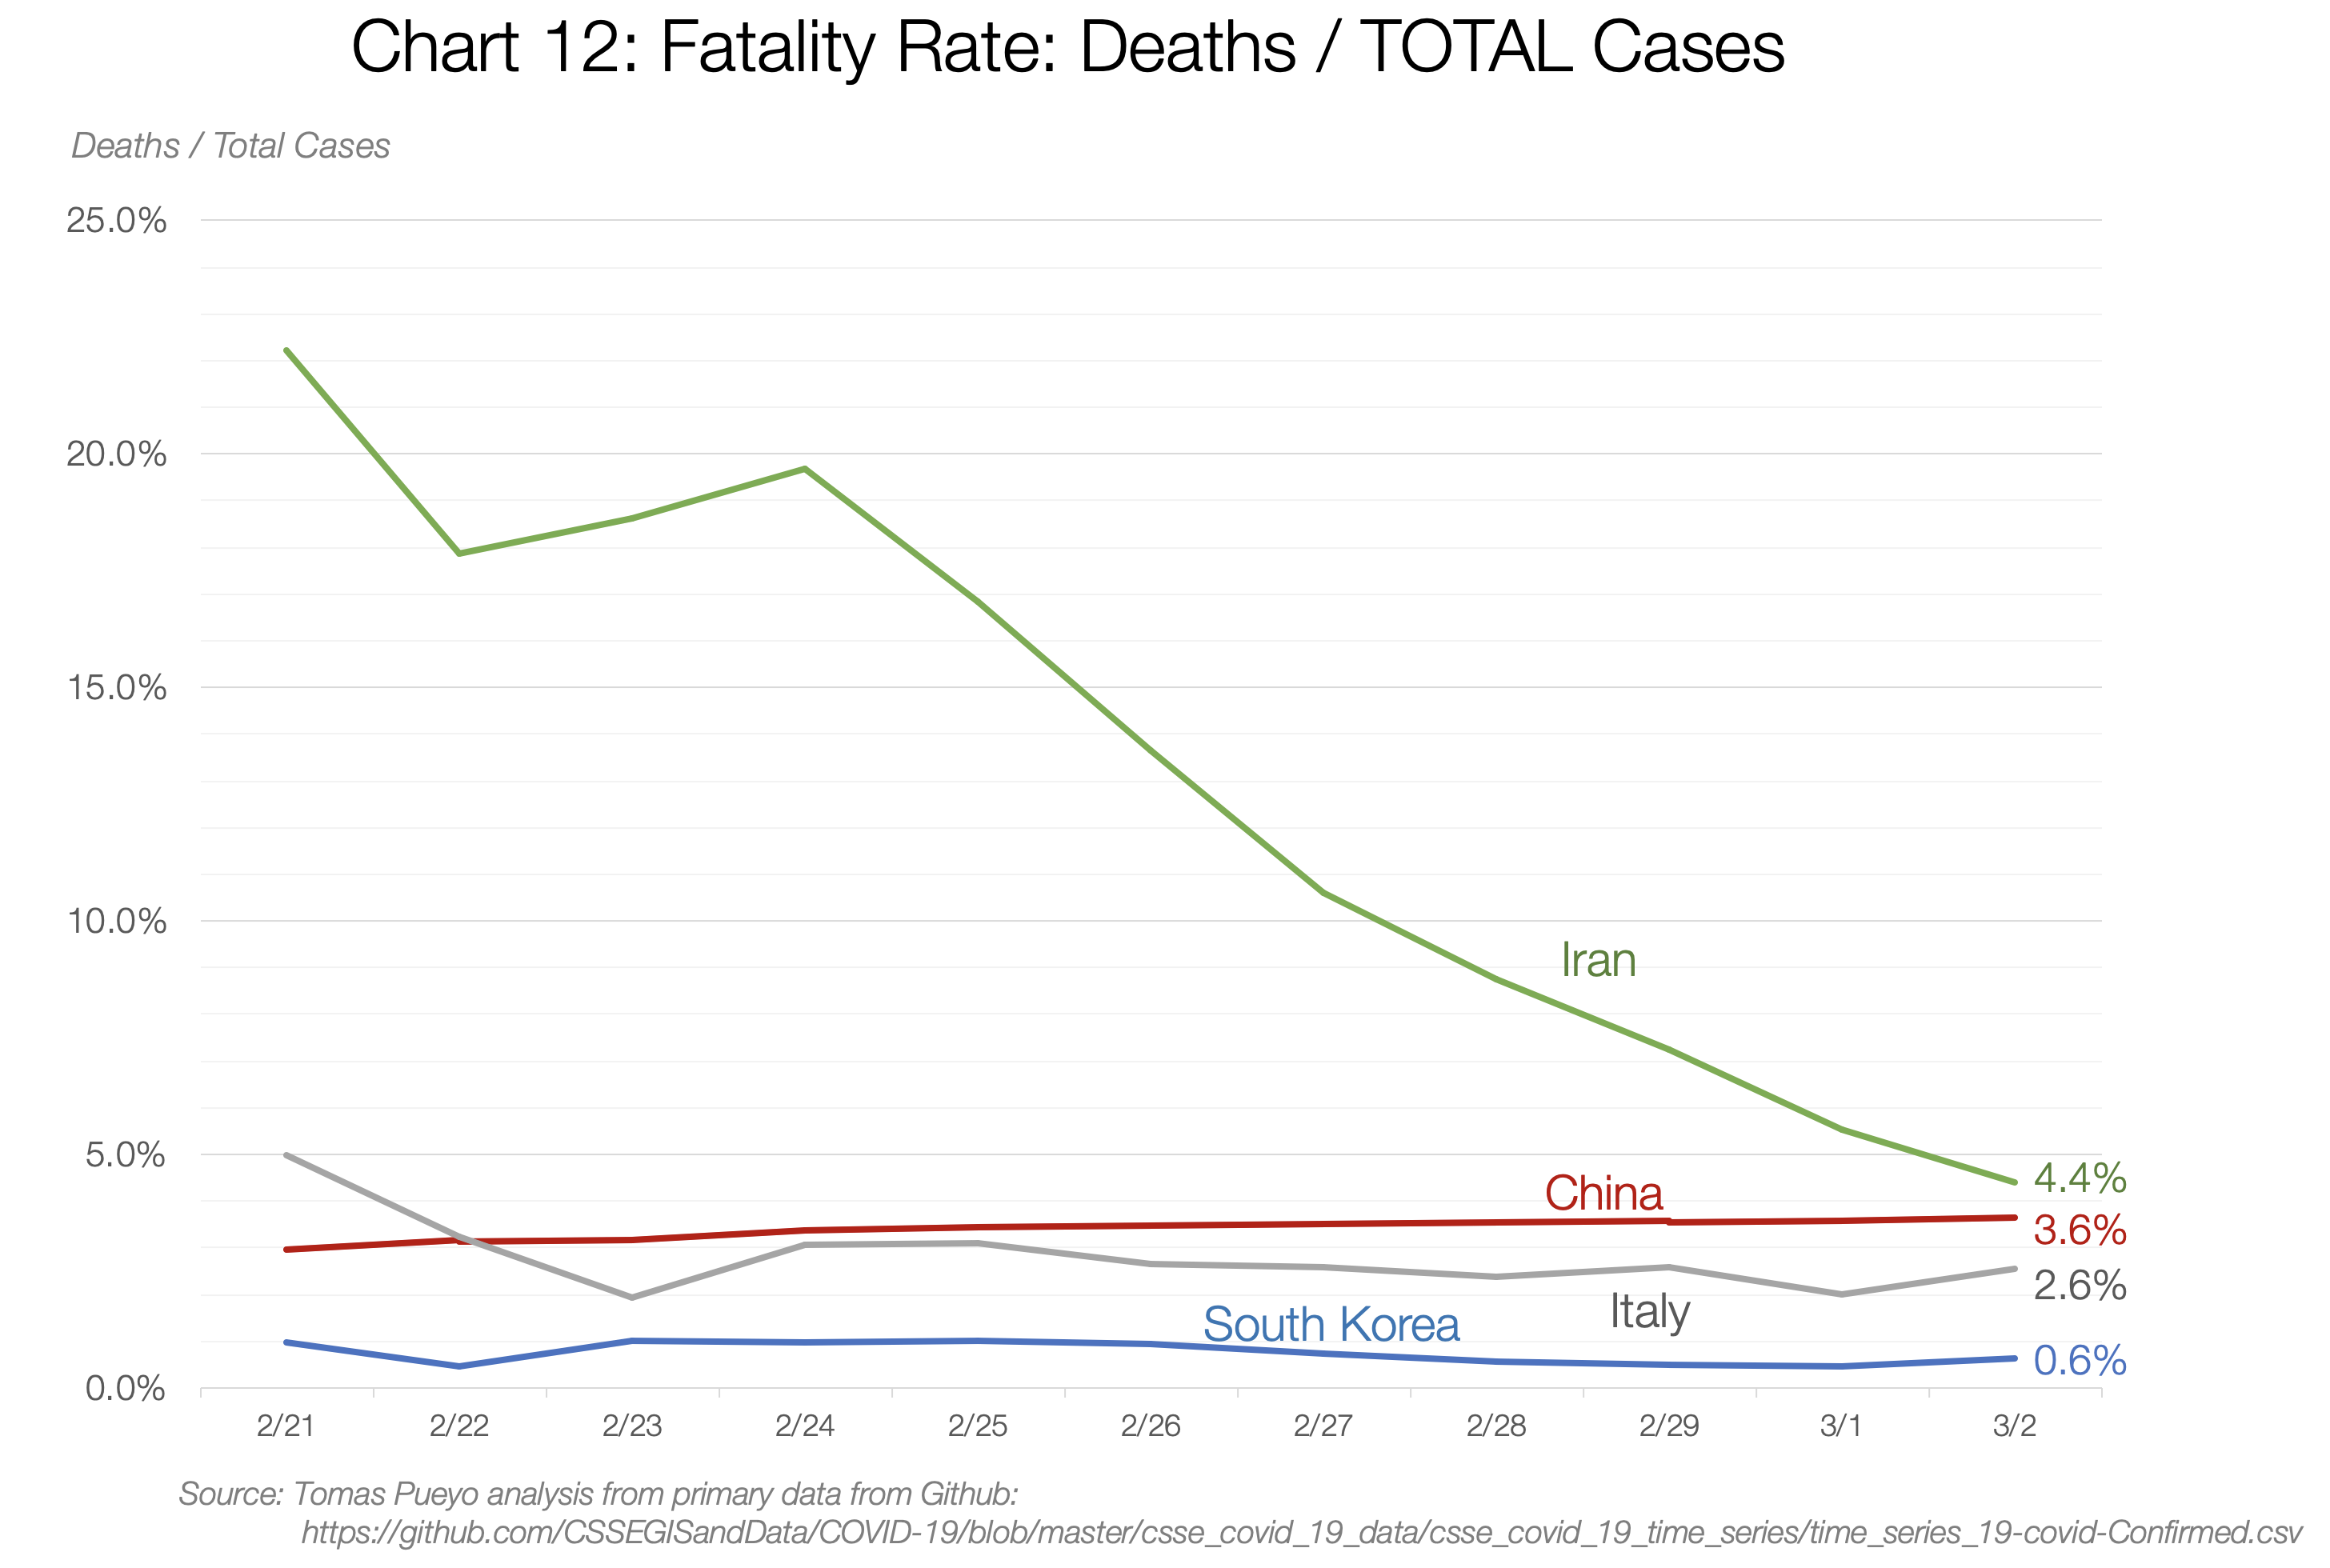 Chart 12: Fatality Rate: Deaths / TOTAL Cases
Deaths / Total Cases
25.0%
20.0%
15.0%
10.0%
Iran
5.0%
4.4%
China
3.6%
2.6%
Italy
South Korea
0.6%
0.0%
2/21 2/22 2/23 2/24 2/25 2/26 2/27 2/28 2/29 3/1 3/2
Source: Tomas Pueyo analysis from primary data from Github:
https://github.com/CSSEGISandData/COVID-19/blob/master/csse_covid_19_data/csse_covid_19_time_series/time_series_19-covid-Confirmed.csv